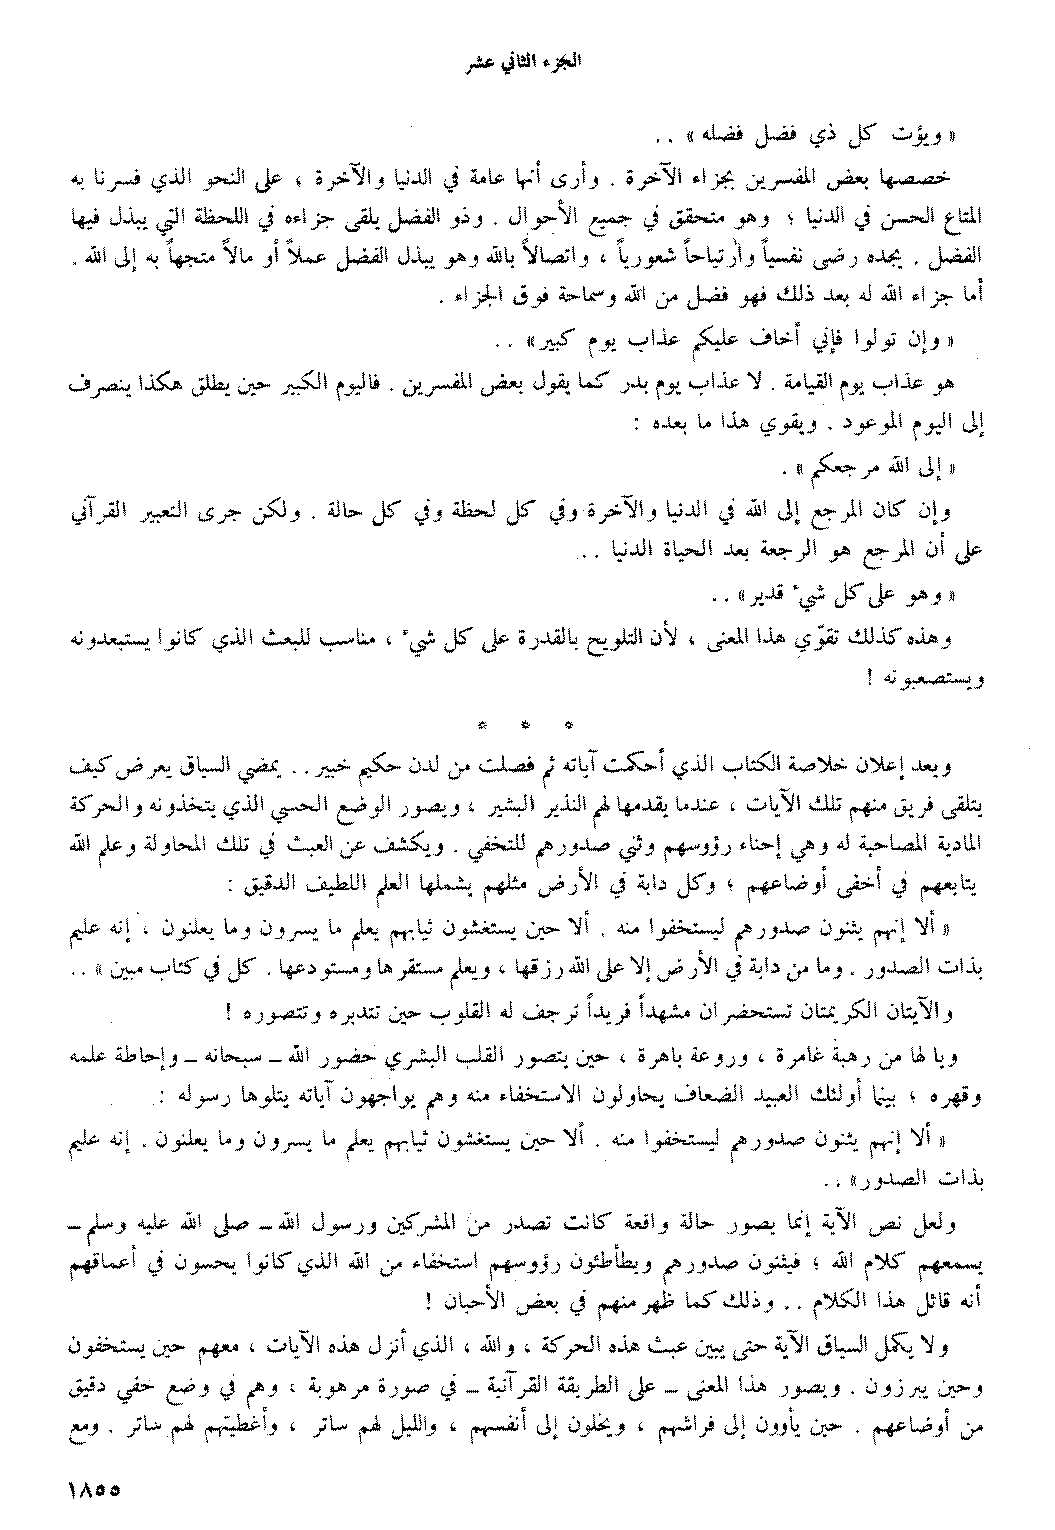 الجزء الثاني عشر
« ويؤت كل ذي فضل فضله » . .
خصصها بعض المفسرين بجزاء الآخرة . وأرى أنها عامة في الدنيا والآخرة ، على النحو الذي فسرنا به
المتاع الحسن في الدنيا ؛ وهو متحقق في جميع الأحوال . وذو الفضل يلقى جزاءه في اللحظة التي يبذل فيها
الفضل . يجده رضى نفسياً وارتياحاً شعورياً ، واتصالاً بالله وهو يبذل الفضل عملاً أو مالاً متجهاً به إلى الله .
أما جزاء الله له بعد ذلك فهو فضل من الله وسماحة فوق الجزاء .
« وإن تولوا فإني أخاف عليكم عذاب يوم كبير » . .
هو عذاب يوم القيامة . لا عذاب يوم بدر كما يقول بعض المفسرين . فاليوم الكبير حين يطلق هكذا ينصرف
إلى اليوم الموعود . ويقوي هذا ما بعده :
« إلى الله مرجعكم » .
وإن كان المرجع إلى الله في الدنيا والآخرة وفي كل لحظة وفي كل حالة . ولكن جرى التعبير القرآني
على أن المرجع هو الرجعة بعد الحياة الدنيا . .
« وهو على كل شيء قدير » . .
وهذه كذلك تقوّي هذا المعنى ، لأن التلويح بالقدرة على كل شيء ، مناسب للبعث الذي كانوا يستبعدونه
ويستصعبونه !
* * *
وبعد إعلان خلاصة الكتاب الذي أحكمت آياته ثم فصلت من لدن حكيم خبير . . يمضي السياق يعرض كيف
يتلقى فريق منهم تلك الآيات ، عندما يقدمها لهم النذير البشير ، ويصور الوضع الحسي الذي يتخذونه والحركة
المادية المصاحبة له وهي إحناء رؤوسهم وثني صدورهم للتخفي . ويكشف عن العبث في تلك المحاولة وعلم الله
يتابعهم في أخفى أوضاعهم ؛ وكل دابة في الأرض مثلهم يشملها العلم اللطيف الدقيق :
« ألا إنهم يثنون صدورهم ليستخفوا منه . ألا حين يستغشون ثيابهم يعلم ما يسرون وما يعلنون ، إنه عليم
بذات الصدور . وما من دابة في الأرض إلا على الله رزقها ، ويعلم مستقرها ومستودعها . كل في كتاب مبين » . .
والآيتان الكريمتان تستحضران مشهداً فريداً ترجف له القلوب حين تتدبره وتتصوره !
ويا لها من رهبة غامرة ، وروعة باهرة ، حين يتصور القلب البشري حضور الله – سبحانه – وإحاطة علمه
وقهره ؛ بينما أولئك العبيد الضعاف يحاولون الاستخفاء منه وهم يواجهون آياته يتلوها رسوله :
« ألا إنهم يثنون صدورهم ليستخفوا منه . ألا حين يستغشون ثيابهم يعلم ما يسرون وما يعلنون . إنه عليم
بذات الصدور » . .
ولعل نص الآية إنما يصور حالة واقعة كانت تصدر من المشركين ورسول الله – صلى الله عليه وسلم –
يسمعهم كلام الله ؛ فيثنون صدورهم ويطأطئون رؤوسهم استخفاء من الله الذي كانوا يحسون في أعماقهم
أنه قائل هذا الكلام . . وذلك كما ظهر منهم في بعض الأحيان !
ولا يكمل السياق الآية حتى يبين عبث هذه الحركة ، والله ، الذي أنزل هذه الآيات ، معهم حين يستخفون
وحين يبرزون . ويصور هذا المعنى – على الطريقة القرآنية – في صورة مرهوبة ، وهم في وضع خفي دقيق
من أوضاعهم . حين يأوون إلى فراشهم ، ويخلون إلى أنفسهم ، والليل لهم ساتر ، وأغطيتهم لهم ساتر . ومع
١٨٥٥